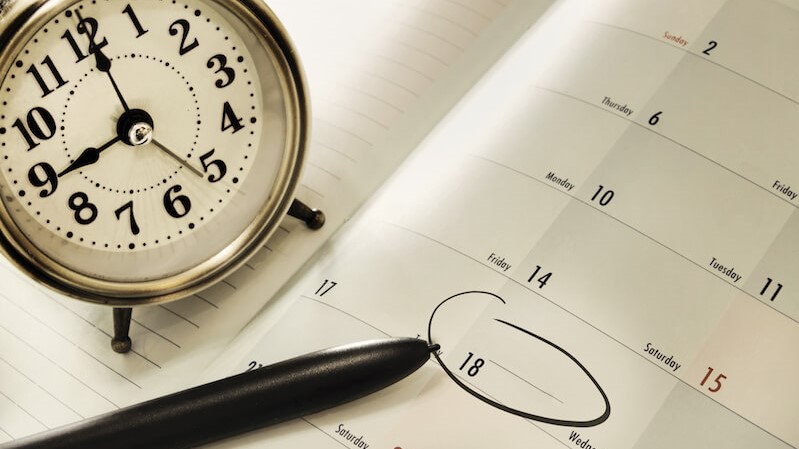 12
1
2
3
4
5
6
7
8
9
10
11
Sunday 2
Thursday 6
Friday
Monday 10
Tuesday 11
Friday 14
Saturday 15
17
18
Wedne
Saturday